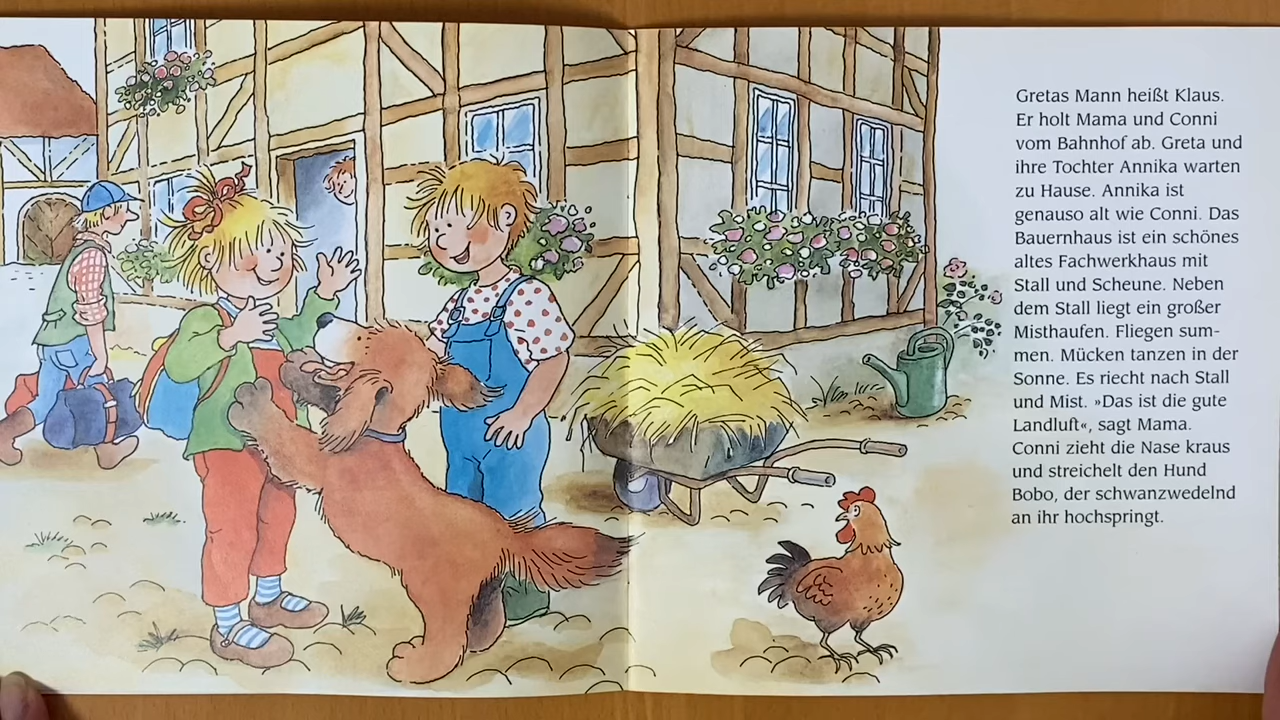 Gretas Mann heißt Klaus.
Er holt Mama und Conni
vom Bahnhof ab. Greta und
ihre Tochter Annika warten
zu Hause. Annika ist
genauso alt wie Conni. Das
Bauernhaus ist ein schönes
altes Fachwerkhaus mit
Stall und Scheune. Neben
dem Stall liegt ein großer
Misthaufen. Fliegen sum-
men. Mücken tanzen in der
Sonne. Es riecht nach Stall
und Mist. »Das ist die gute
Landluft«, sagt Mama.
Conni zieht die Nase kraus
und streichelt den Hund
Bobo, der schwanzwedelnd
an ihr hochspringt.